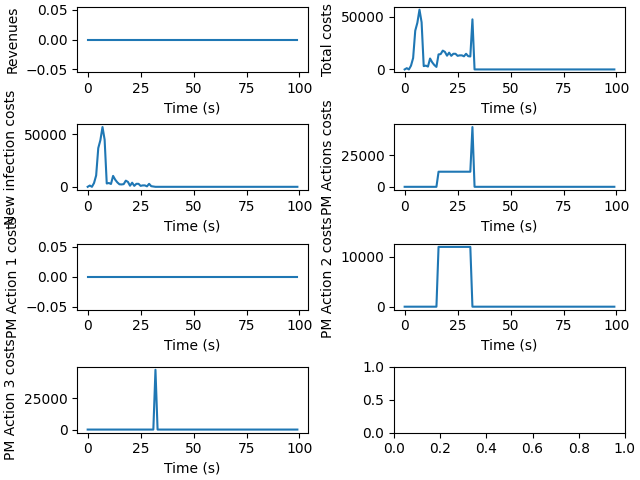 Revenues
0.05
0.00
−0.05
0 25 50 75 100
Time (s)
Total costs
50000
0
0 25 50 75 100
Time (s)
New infection costs
50000
0
0 25 50 75 100
Time (s)
PM Actions costs
25000
0
0 25 50 75 100
Time (s)
PM Action 1 costs
0.05
0.00
−0.05
0 25 50 75 100
Time (s)
PM Action 2 costs
10000
0
0 25 50 75 100
Time (s)
PM Action 3 costs
25000
0
0 25 50 75 100
Time (s)
1.0
0.5
0.0
0.0 0.2 0.4 0.6 0.8 1.0